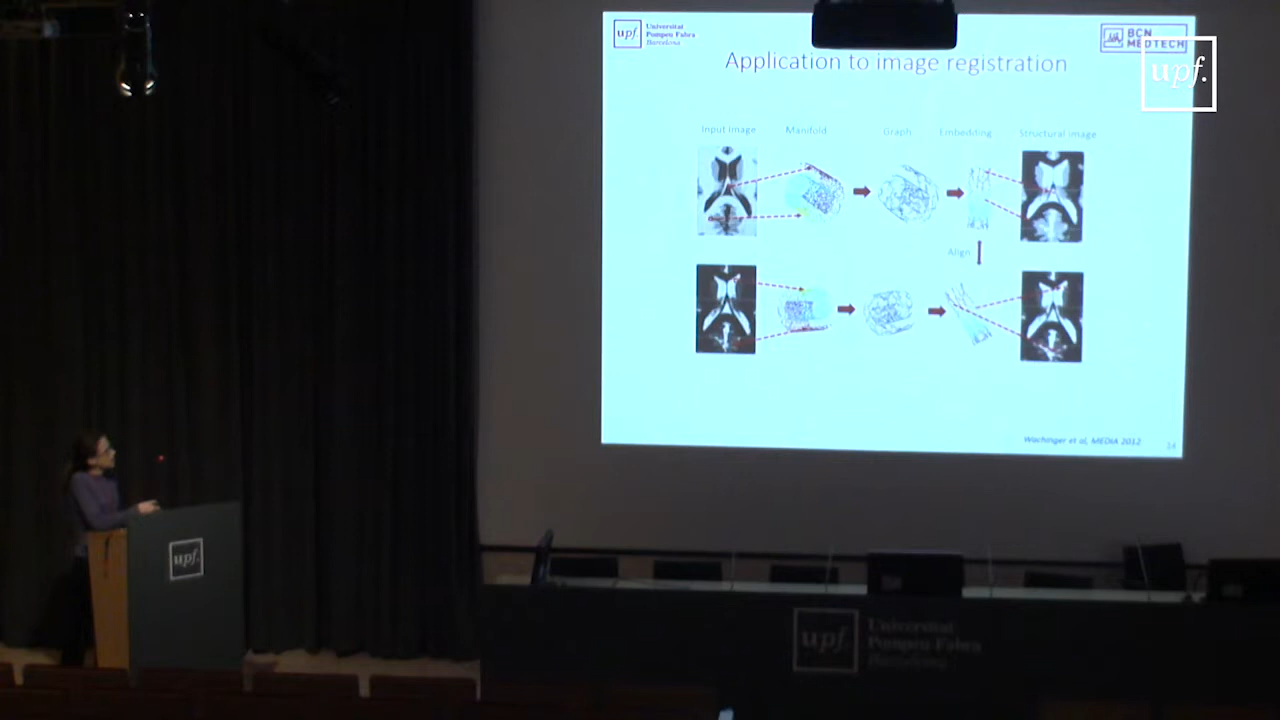 upf.
Universitat
Pompeu Fabra
Barcelona
BCN
MEDTECH
upf.
Application to image registration
Input image
Manifold
Graph
Embedding
Structural image
Align
Wachinger et al, MEDIA 2012
24
upf.
upf.
Universitat
Pompeu Fabra
Barcelona